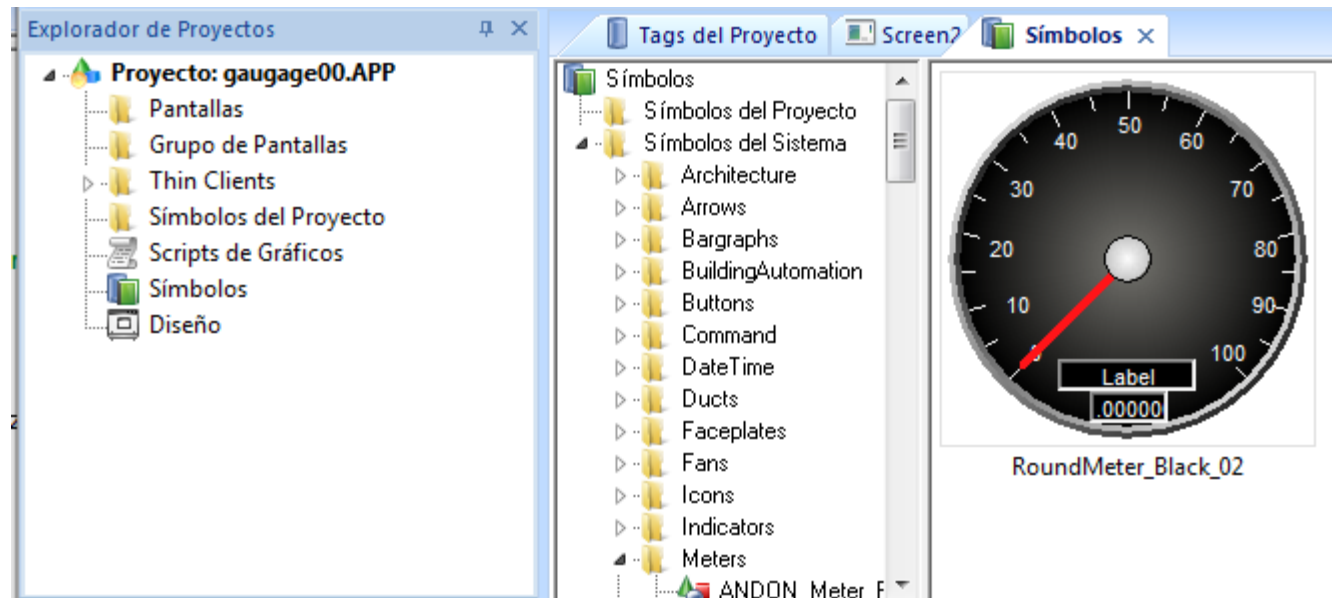 Explorador de Proyectos
Proyecto: gaugage00.APP
Pantallas
Grupo de Pantallas
Thin Clients
Símbolos del Proyecto
Scripts de Gráficos
Símbolos
Diseño
Tags del Proyecto
Screen2
Símbolos
Símbolos
Símbolos del Proyecto
Símbolos del Sistema
Architecture
Arrows
Bargraphs
BuildingAutomation
Buttons
Command
DateTime
Ducts
Faceplates
Fans
Icons
Indicators
Meters
ANDON_Meter
0
10
20
30
40
50
60
70
80
90
100
Label
.00000
RoundMeter_Black_02